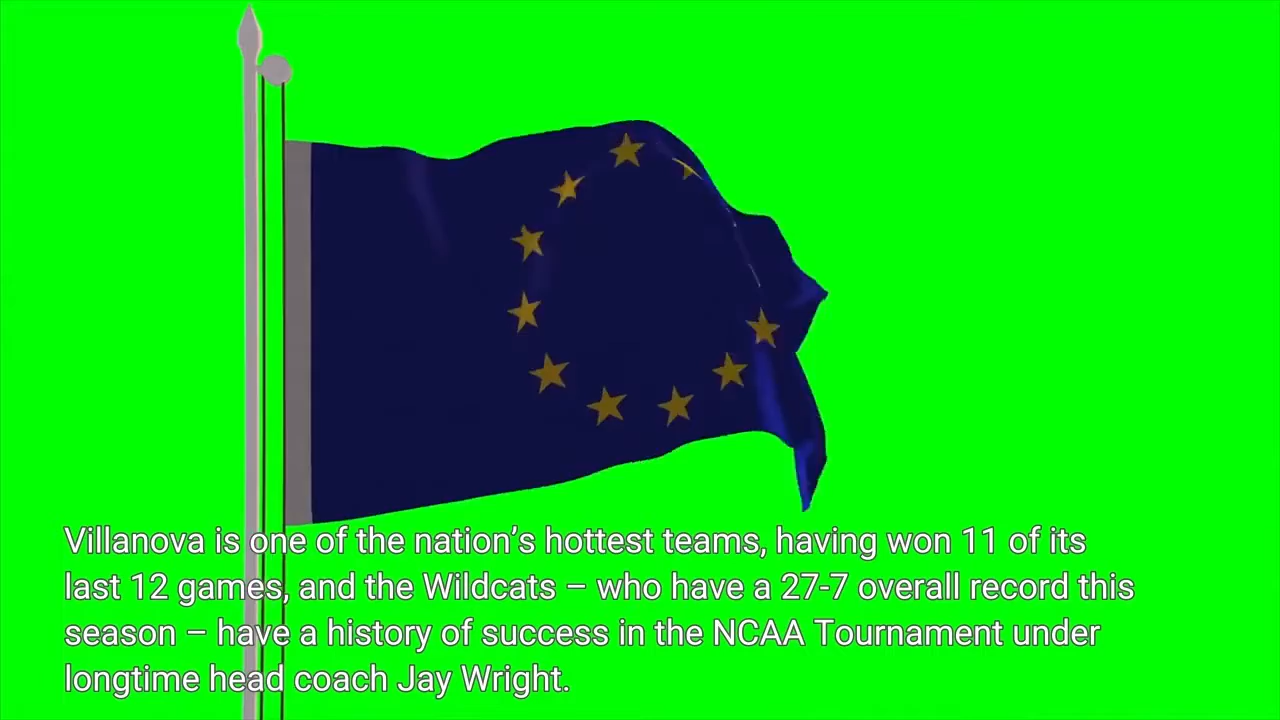 Villanova is one of the nation’s hottest teams, having won 11 of its
last 12 games, and the Wildcats – who have a 27-7 overall record this
season – have a history of success in the NCAA Tournament under
longtime head coach Jay Wright.